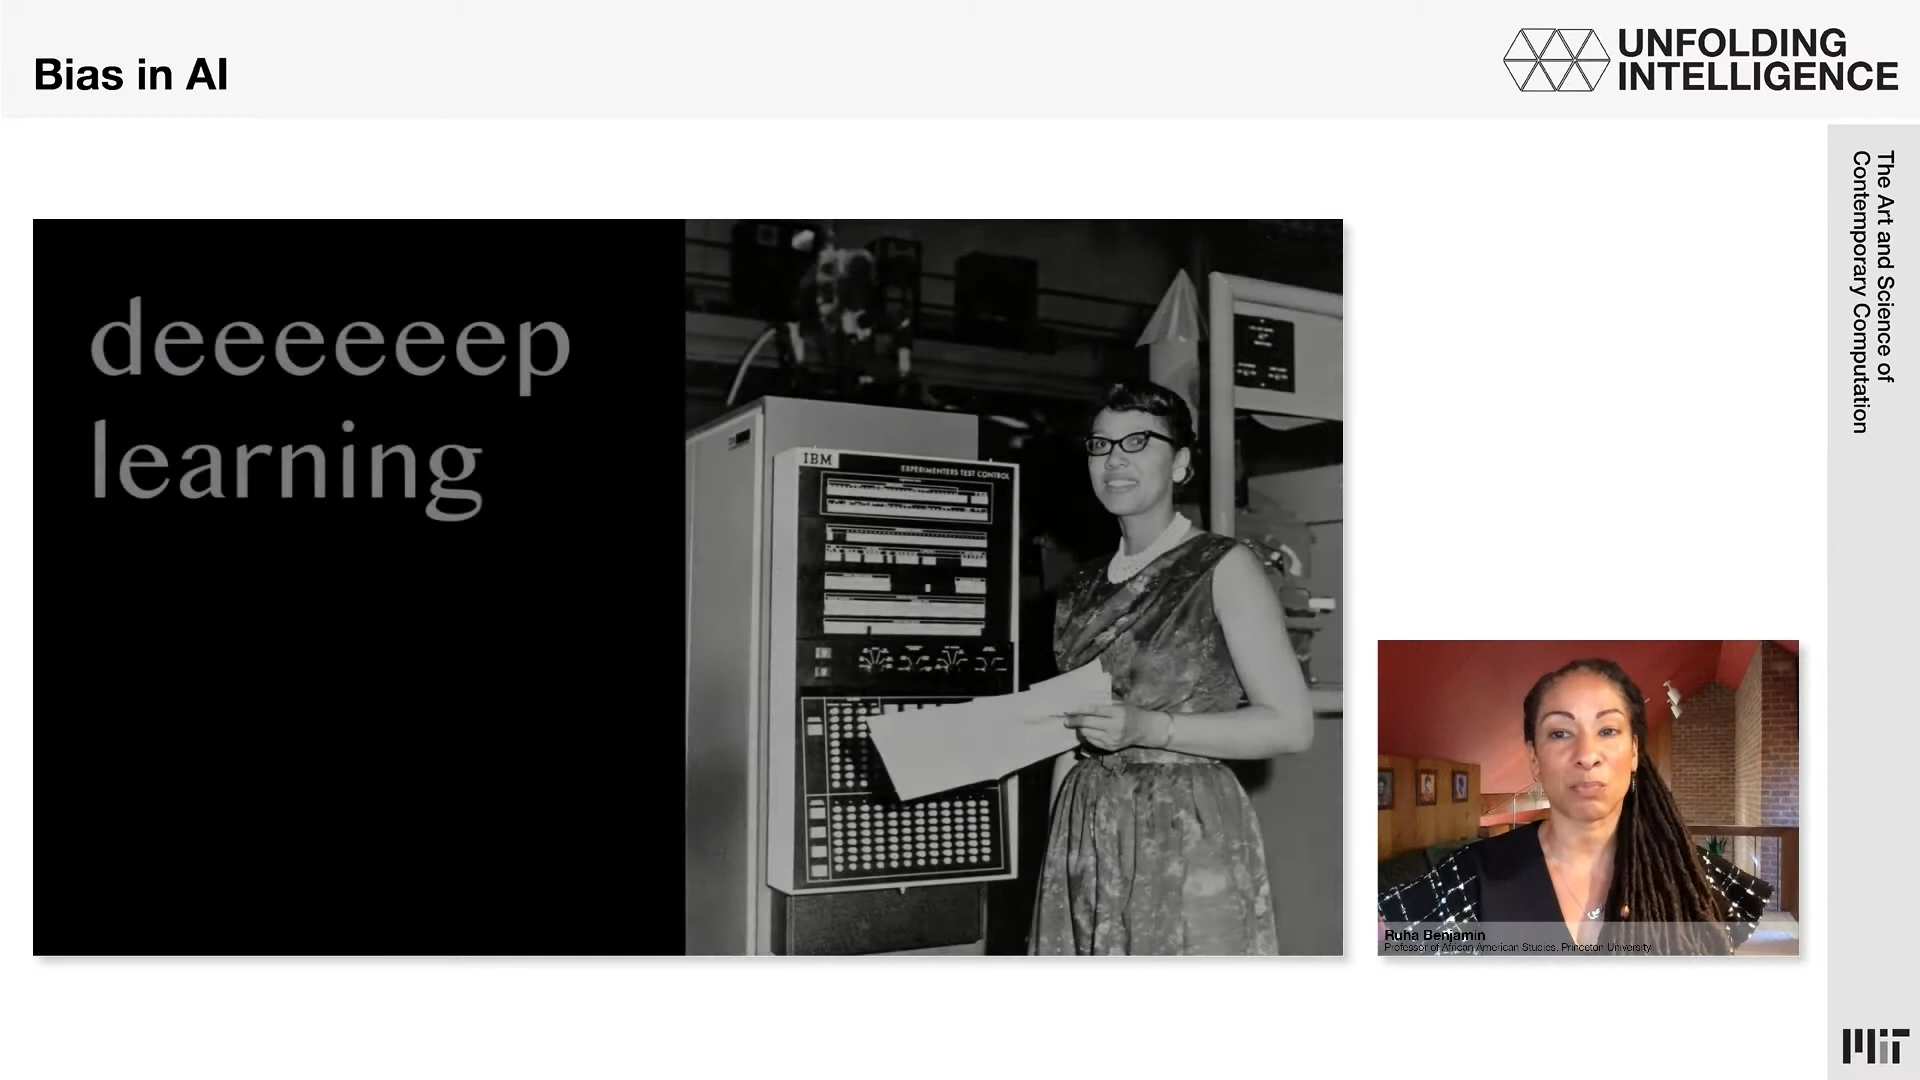 Bias in AI
UNFOLDING
INTELLIGENCE
The Art and Science of
Contemporary Computation
deeeeeep
learning
IBM
EXPERIMENTERS TEST CONTROL
Ruha Benjamin
Professor of African American Studies, Princeton University
MIT